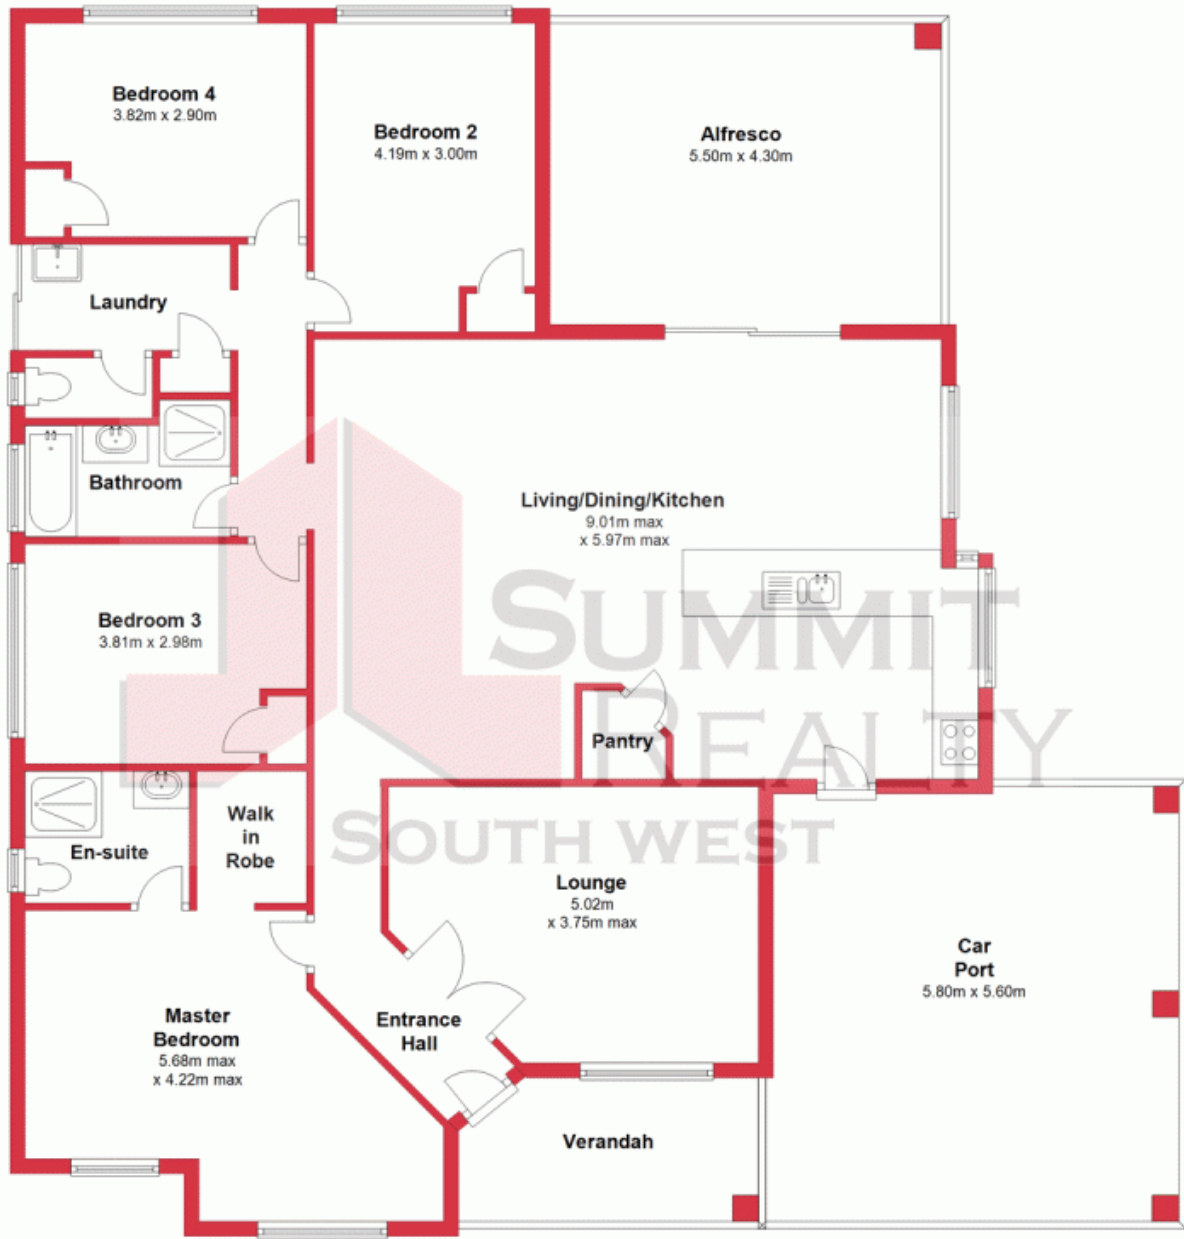 Bedroom 4
3.82m x 2.90m
Bedroom 2
4.19m x 3.00m
Alfresco
5.50m x 4.30m
Laundry
Bathroom
Living/Dining/Kitchen
9.01m max
x 5.97m max
Bedroom 3
3.81m x 2.98m
SUMMIT
REALTY
SOUTH WEST
Pantry
Walk
in
Robe
En-suite
Lounge
5.02m
x 3.75m max
Car
Port
5.80m x 5.60m
Entrance
Hall
Master
Bedroom
5.68m max
x 4.22m max
Verandah